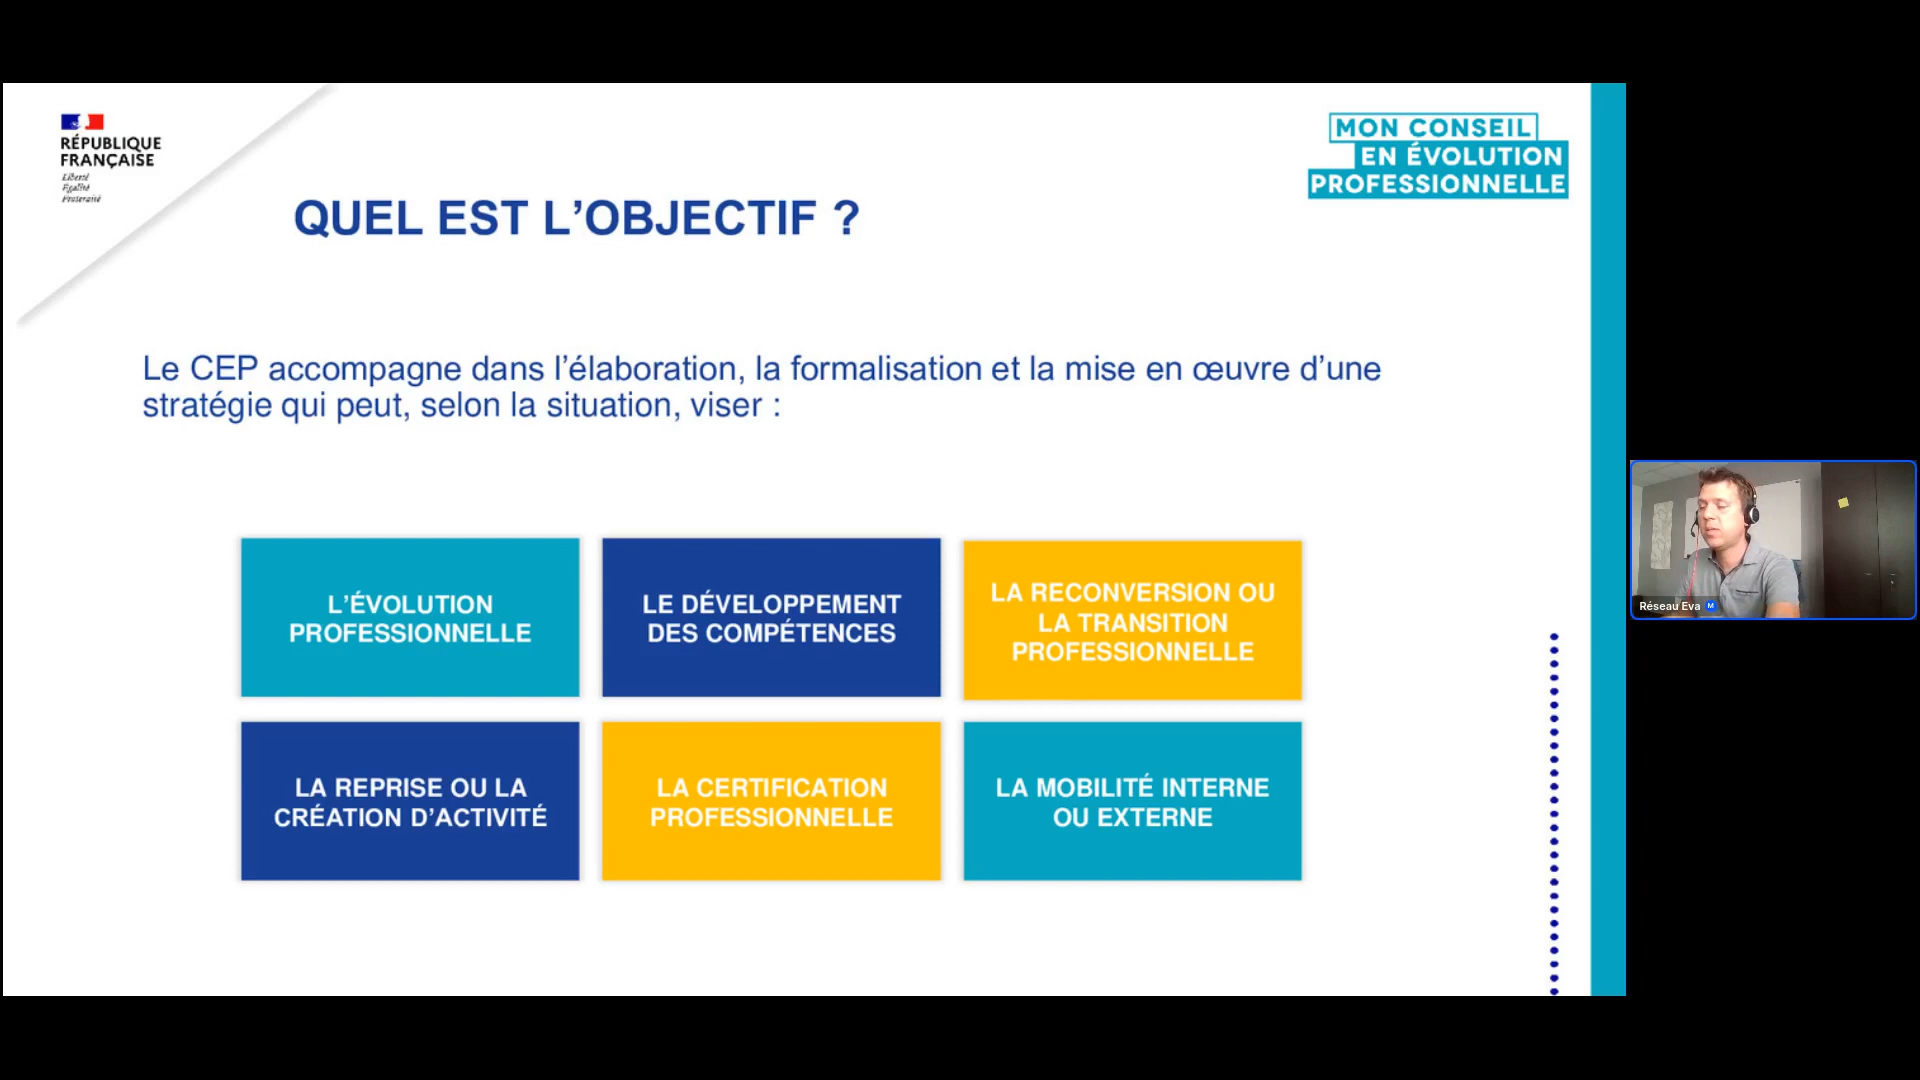 RÉPUBLIQUE
FRANÇAISE
Liberté
Égalité
Fraternité
MON CONSEIL
EN ÉVOLUTION
PROFESSIONNELLE
QUEL EST L’OBJECTIF ?
Le CEP accompagne dans l’élaboration, la formalisation et la mise en œuvre d’une
stratégie qui peut, selon la situation, viser :
L’ÉVOLUTION
PROFESSIONNELLE
LE DÉVELOPPEMENT
DES COMPÉTENCES
LA RECONVERSION OU
LA TRANSITION
PROFESSIONNELLE
LA REPRISE OU LA
CRÉATION D’ACTIVITÉ
LA CERTIFICATION
PROFESSIONNELLE
LA MOBILITÉ INTERNE
OU EXTERNE
Réseau Eva M